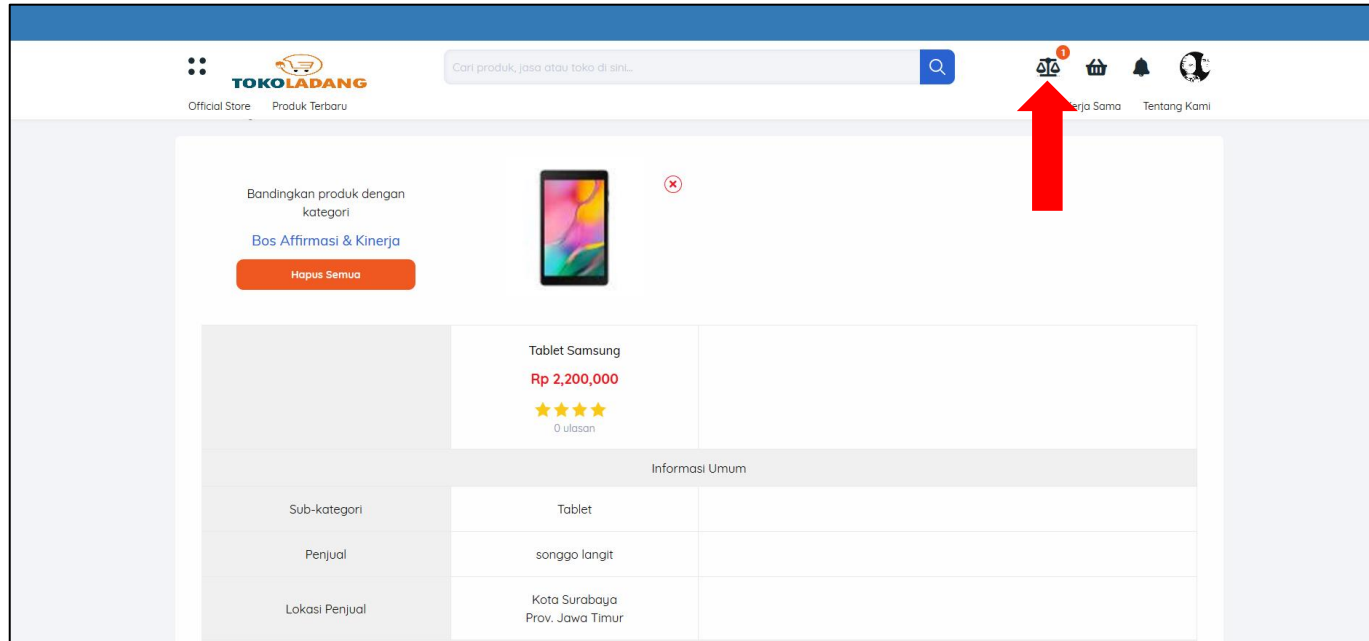 TOKOLADANG
Cari produk, jasa atau toko di sini...
1
Official Store Produk Terbaru
erja Sama Tentang Kami
Bandingkan produk dengan
kategori
Bos Affirmasi & Kinerja
Hapus Semua
Tablet Samsung
Rp 2,200,000
0 ulasan
Informasi Umum
Sub-kategori Tablet
Penjual songgo langit
Lokasi Penjual Kota Surabaya
Prov. Jawa Timur